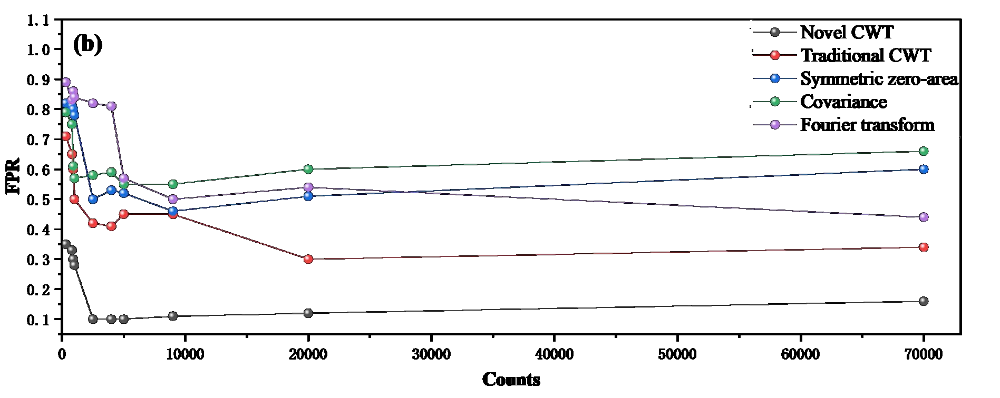 (b)
Novel CWT
Traditional CWT
Symmetric zero-area
Covariance
Fourier transform
1.1
1.0
0.9
0.8
0.7
0.6
0.5
0.4
0.3
0.2
0.1
FPR
0 10000 20000 30000 40000 50000 60000 70000
Counts